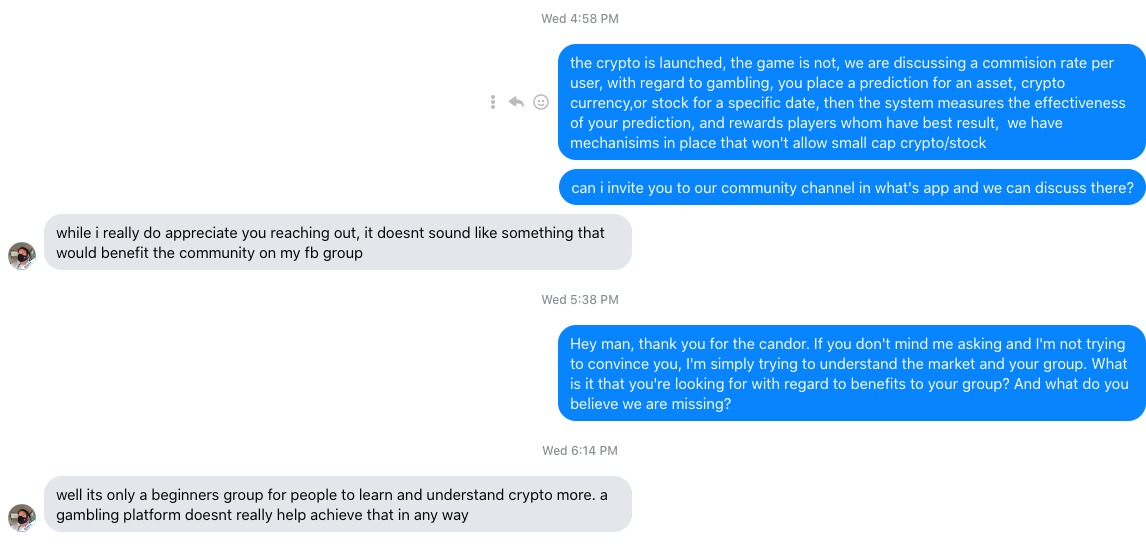 Wed 4:58 PM
the crypto is launched, the game is not, we are discussing a commision rate per
user, with regard to gambling, you place a prediction for an asset, crypto
currency,or stock for a specific date, then the system measures the effectiveness
of your prediction, and rewards players whom have best result,  we have
mechanisims in place that won't allow small cap crypto/stock
can i invite you to our community channel in what's app and we can discuss there?
while i really do appreciate you reaching out, it doesnt sound like something that
would benefit the community on my fb group
Wed 5:38 PM
Hey man, thank you for the candor. If you don't mind me asking and I'm not trying
to convince you, I'm simply trying to understand the market and your group. What
is it that you're looking for with regard to benefits to your group? And what do you
believe we are missing?
Wed 6:14 PM
well its only a beginners group for people to learn and understand crypto more. a
gambling platform doesnt really help achieve that in any way